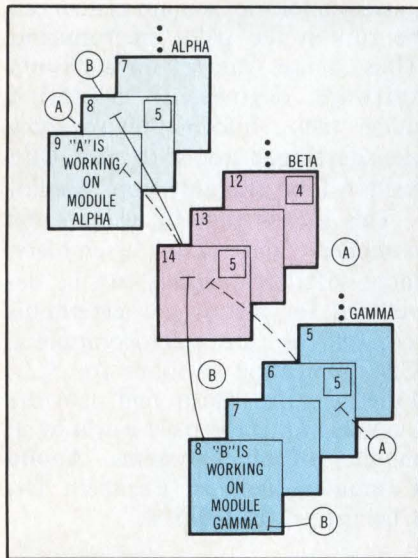 ALPHA
7
B
8
A
5
9
"A" IS
WORKING
ON
MODULE
ALPHA
BETA
12
4
13
A
14
5
GAMMA
5
B
6
5
7
A
8
"B" IS
WORKING
ON
MODULE
GAMMA
B